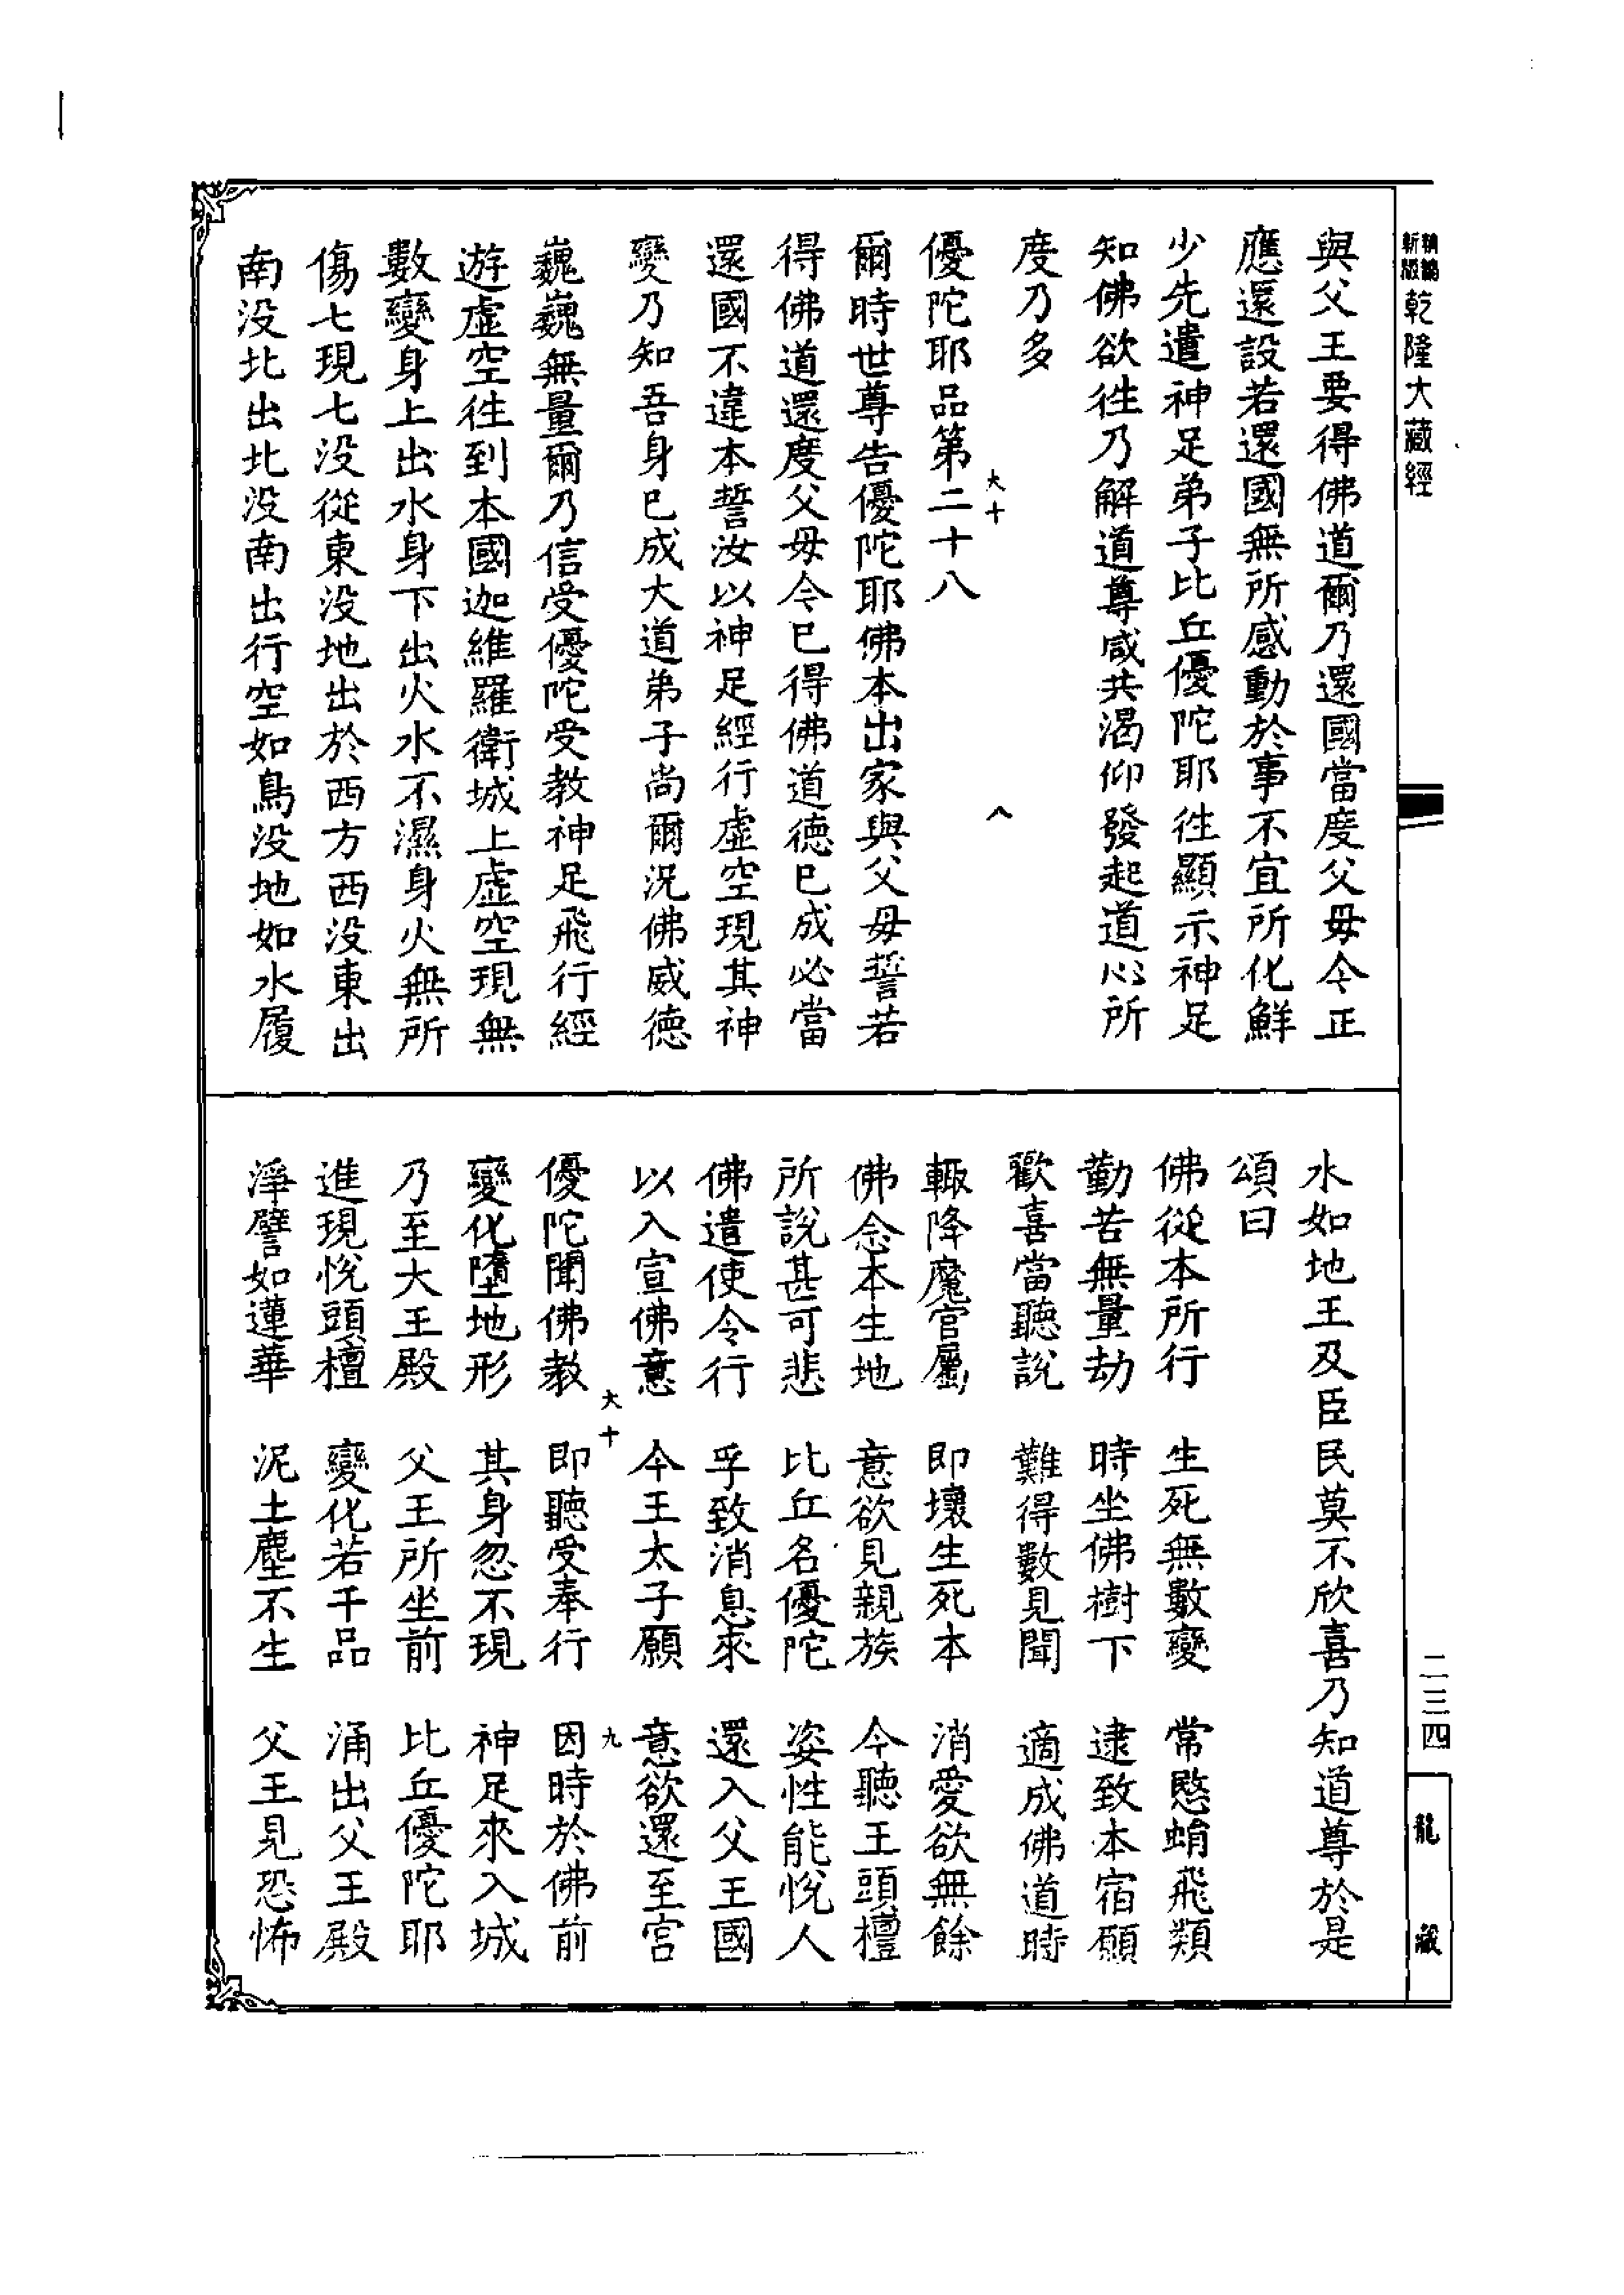 新編縮版 乾隆大藏經
二三四
龍藏
與父王要得佛道爾乃還國當度父毋今正
應還設若還國無所感動於事不宜所化鮮
少先遣神足弟子比丘優陀耶往顯示神足
知佛欲往乃解道尊咸共渴仰發起道心所
度乃多
大十 八
優陀耶品第二十八
爾時世尊告優陀耶佛本出家與父毋誓若
得佛道還度父毋今已得佛道德已成必當
還國不違本誓汝以神足經行虛空現其神
變乃知吾身已成大道弟子尚爾況佛威德
巍巍無量爾乃信受優陀受教神足飛行經
遊虛空往到本國迦維羅衛城上虛空現無
數變身上出水身下出火水不濕身火無所
傷七現七没從東没地出於西方西没東出
南没北出北没南出行空如鳥没地如水履
水如地王及臣民莫不欣喜乃知道尊於是
頌曰
佛從本所行 生死無數變 常愍蜎飛類
勤苦無量劫 時坐佛樹下 逮致本宿願
歡喜當聽說 難得數見聞 適成佛道時
輙降魔官屬 即壞生死本 消愛欲無餘
佛念本生地 意欲見親族 今聽王頭檀
所說甚可悲 比丘名優陀 姿性能悅人
佛遣使令行 孚致消息來 還入父王國
以入宣佛意 今王太子願 意欲還至宮
大十 九
優陀聞佛教 即聽受奉行 因時於佛前
變化墮地形 其身忽不現 神足來入城
乃至大王殿 父王所坐前 比丘優陀耶
進現悅頭檀 變化若千品 涌出父王殿
淨譬如蓮華 泥土塵不生 父王見恐怖